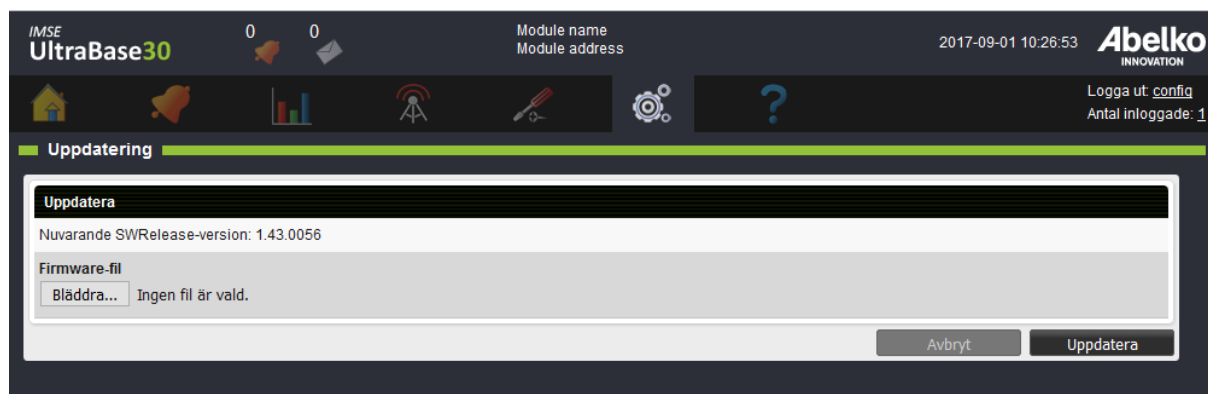 IMSE
UltraBase30
0
0
Module name
Module address
2017-09-01 10:26:53
Abelko
INNOVATION
Logga ut: config
Antal inloggade: 1
Uppdatering
Uppdatera
Nuvarande SWRelease-version: 1.43.0056
Firmware-fil
Bläddra... Ingen fil är vald.
Avbryt
Uppdatera